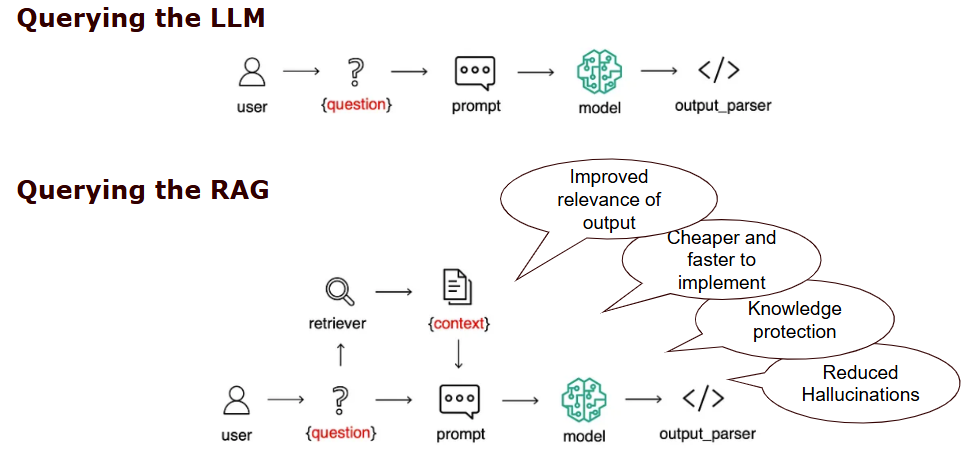 Querying the LLM
user
{question}
prompt
model
output_parser
Querying the RAG
Improved
relevance of
output
Cheaper and
faster to
implement
Knowledge
protection
Reduced
Hallucinations
retriever
{context}
user
{question}
prompt
model
output_parser